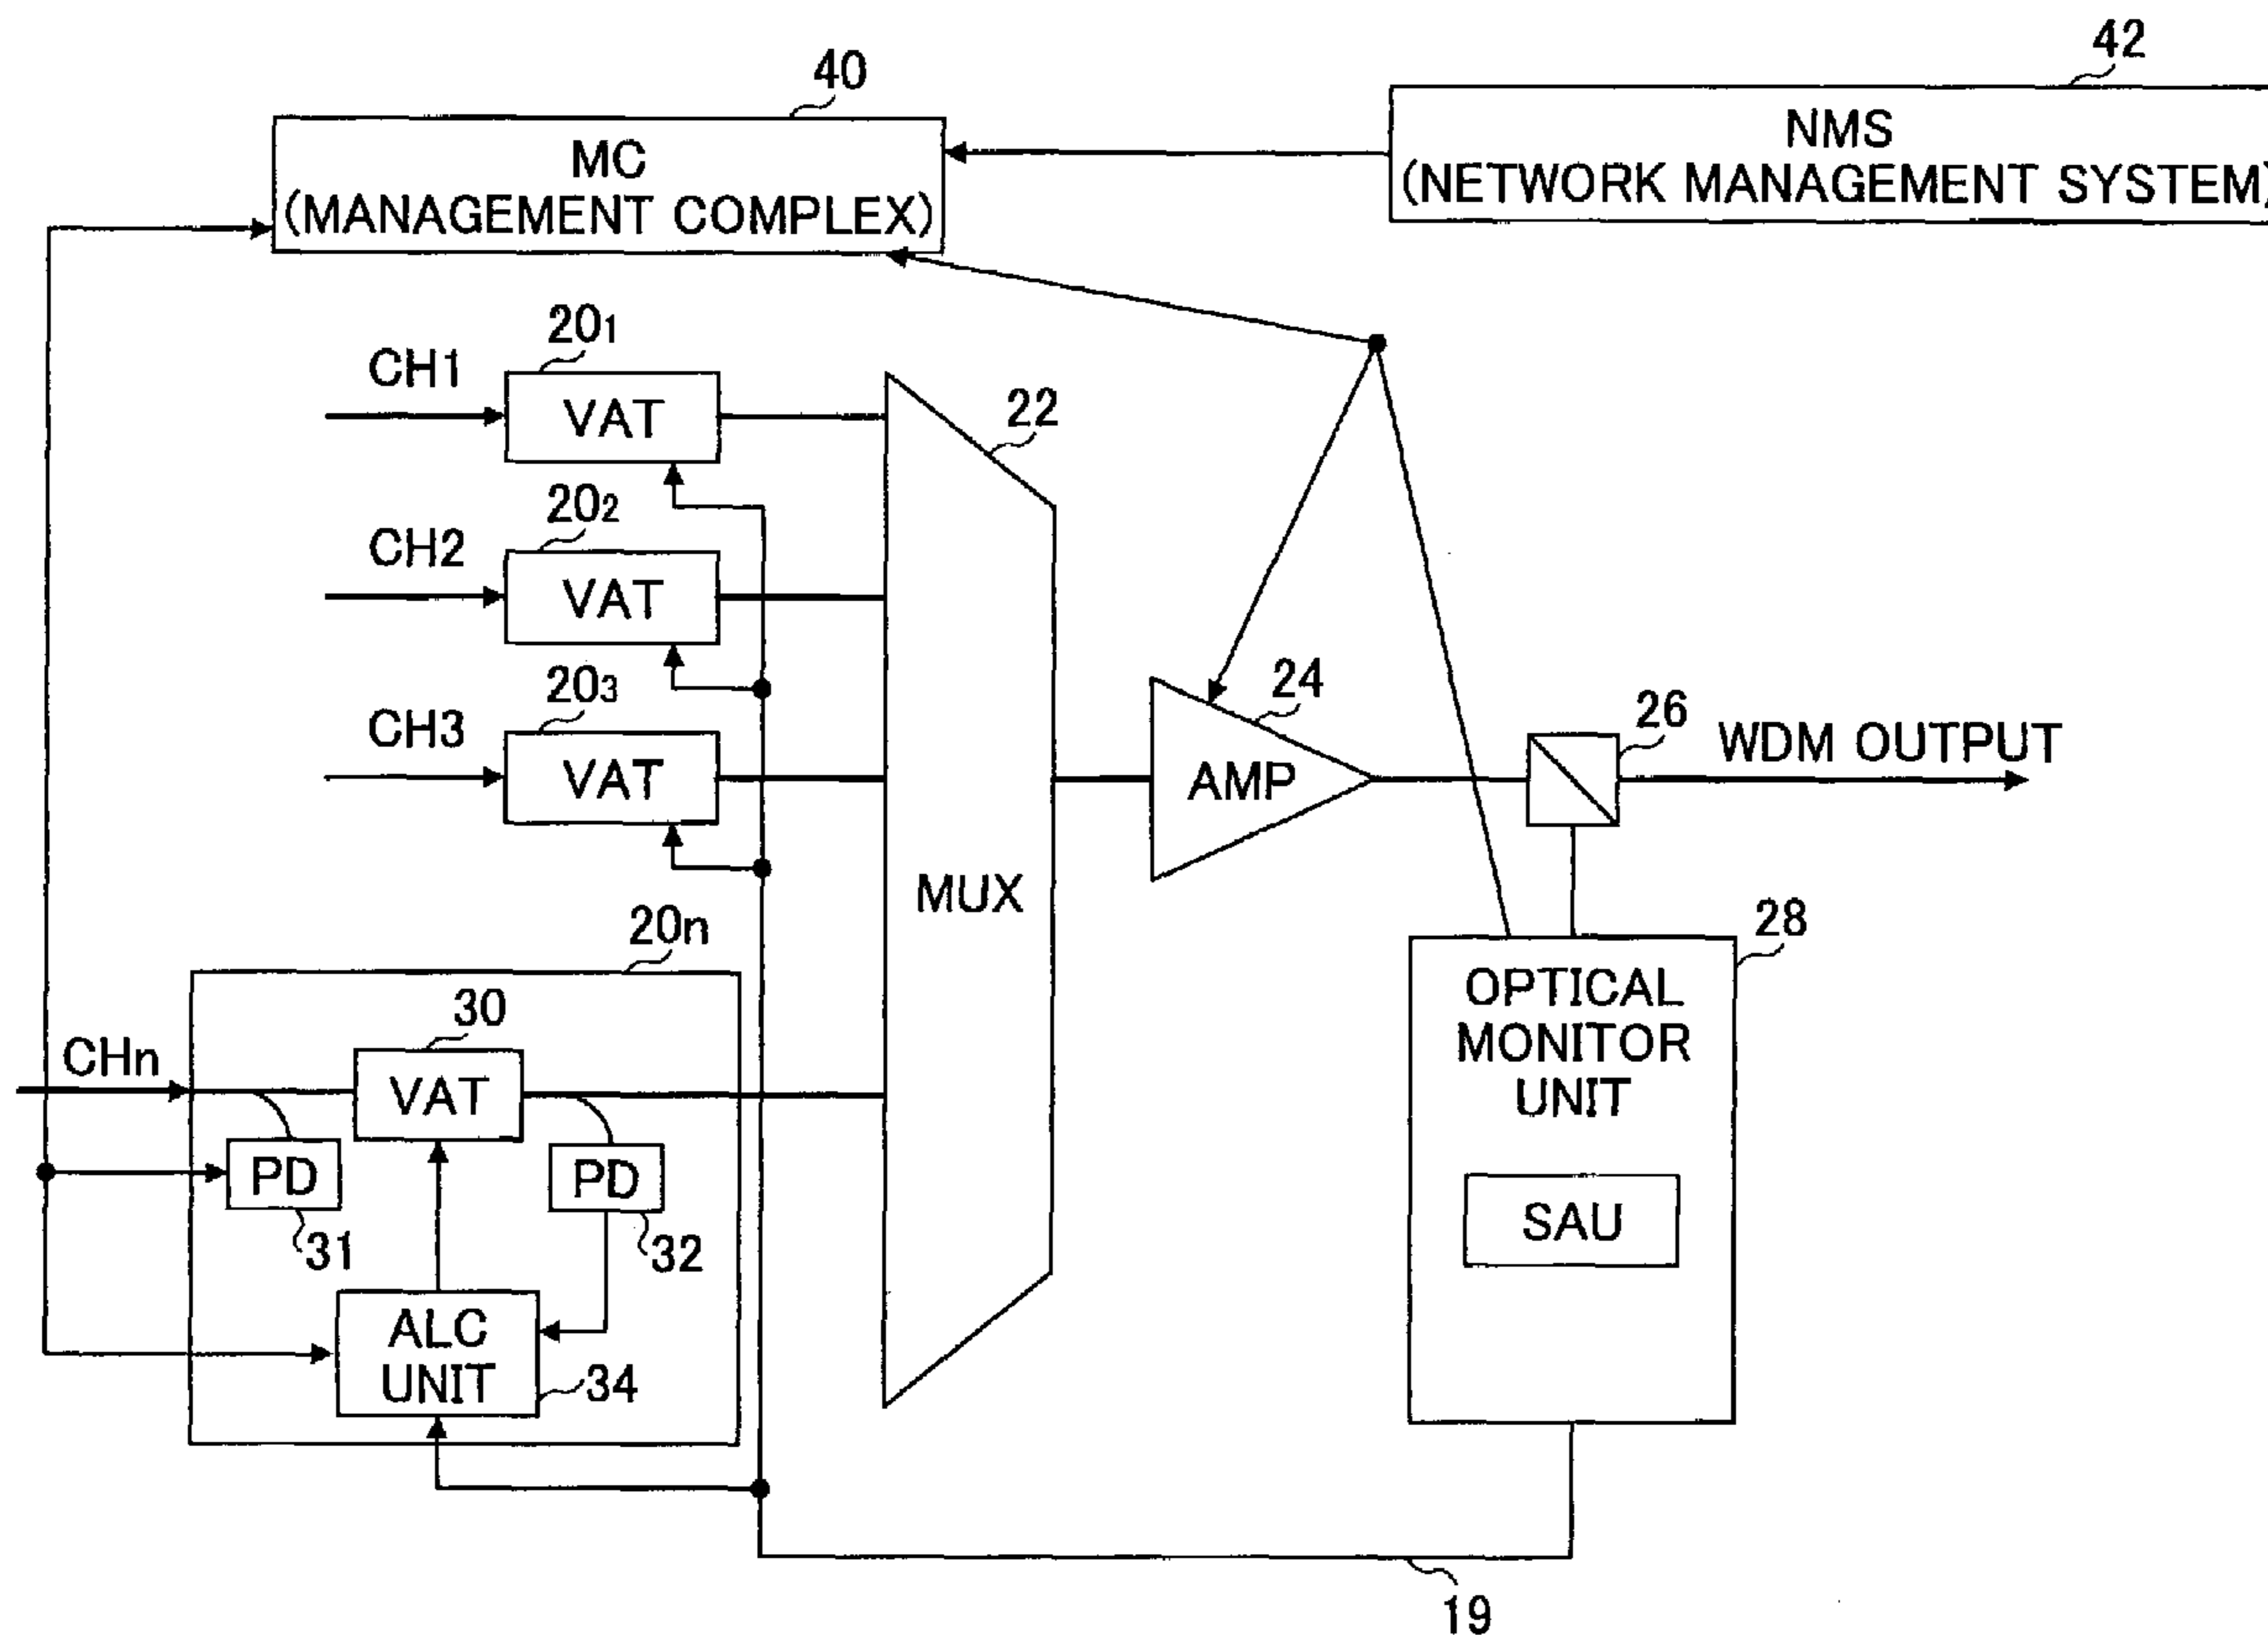 42
40
NMS
(NETWORK MANAGEMENT SYSTEM)
MC
(MANAGEMENT COMPLEX)
201
CH1
VAT
22
202
CH2
VAT
203
CH3
VAT
24
AMP
26
WDM OUTPUT
MUX
20n
28
OPTICAL
MONITOR
UNIT
SAU
30
CHn
VAT
PD
31
PD
32
ALC
UNIT
34
19